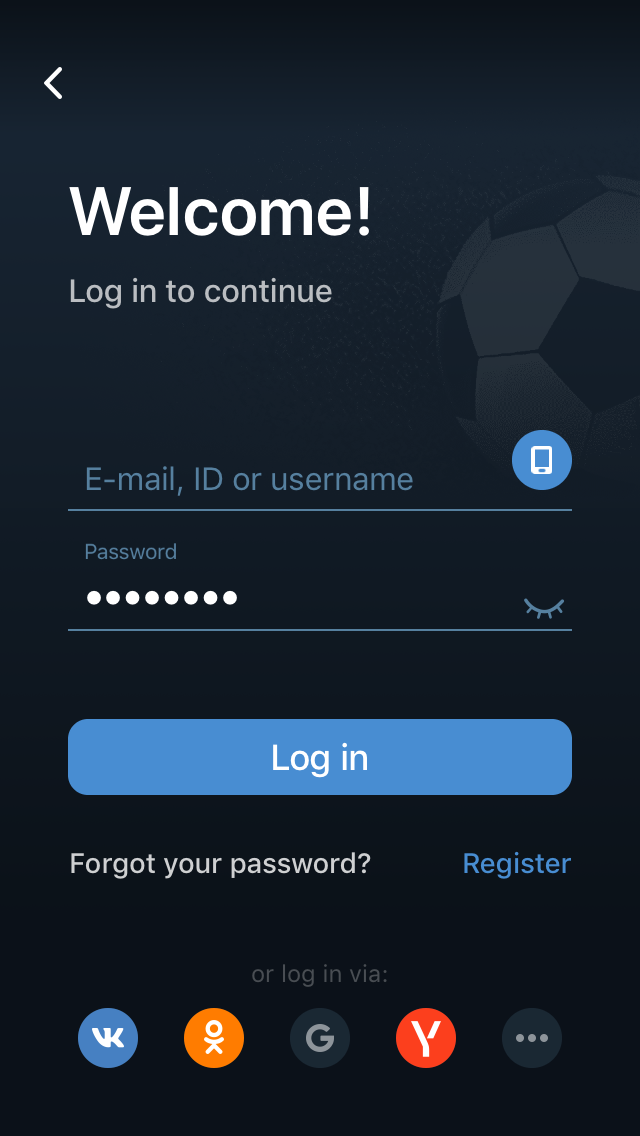 Welcome!
Log in to continue
E-mail, ID or username
Password
Log in
Forgot your password? Register
or log in via: